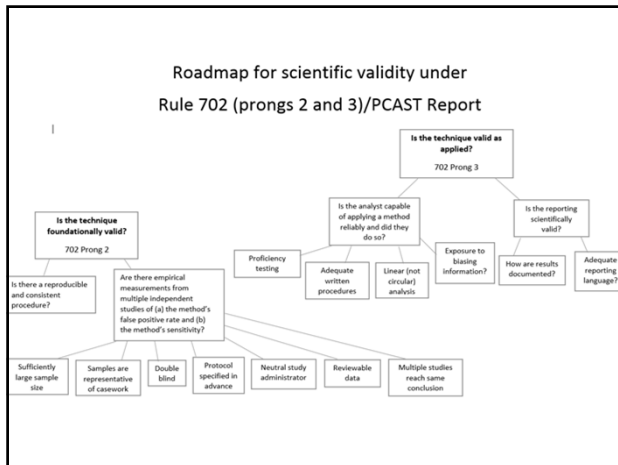 Roadmap for scientific validity under
Rule 702 (prongs 2 and 3)/PCAST Report
Is the technique valid as
applied?
702 Prong 3
Is the analyst capable of
applying a method
reliably and did they
do so?
Is the reporting
scientifically
valid?
Proficiency
testing
Adequate
written
procedures
Linear (not
circular)
analysis
Exposure to
biasing
information?
How are results
documented?
Adequate
reporting
language?
Is the technique
foundationally valid?
702 Prong 2
Is there a reproducible
and consistent
procedure?
Are there empirical
measurements from
multiple independent
studies of (a) the method's
false positive rate and (b)
the method's sensitivity?
Sufficiently
large sample
size
Samples are
representative
of casework
Double
blind
Protocol
specified in
advance
Neutral study
administrator
Reviewable
data
Multiple studies
reach same
conclusion